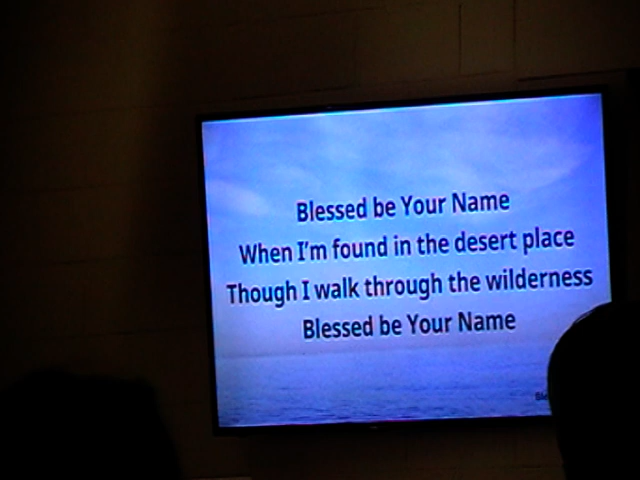 Blessed be Your Name
When I'm found in the desert place
Though I walk through the wilderness
Blessed be Your Name